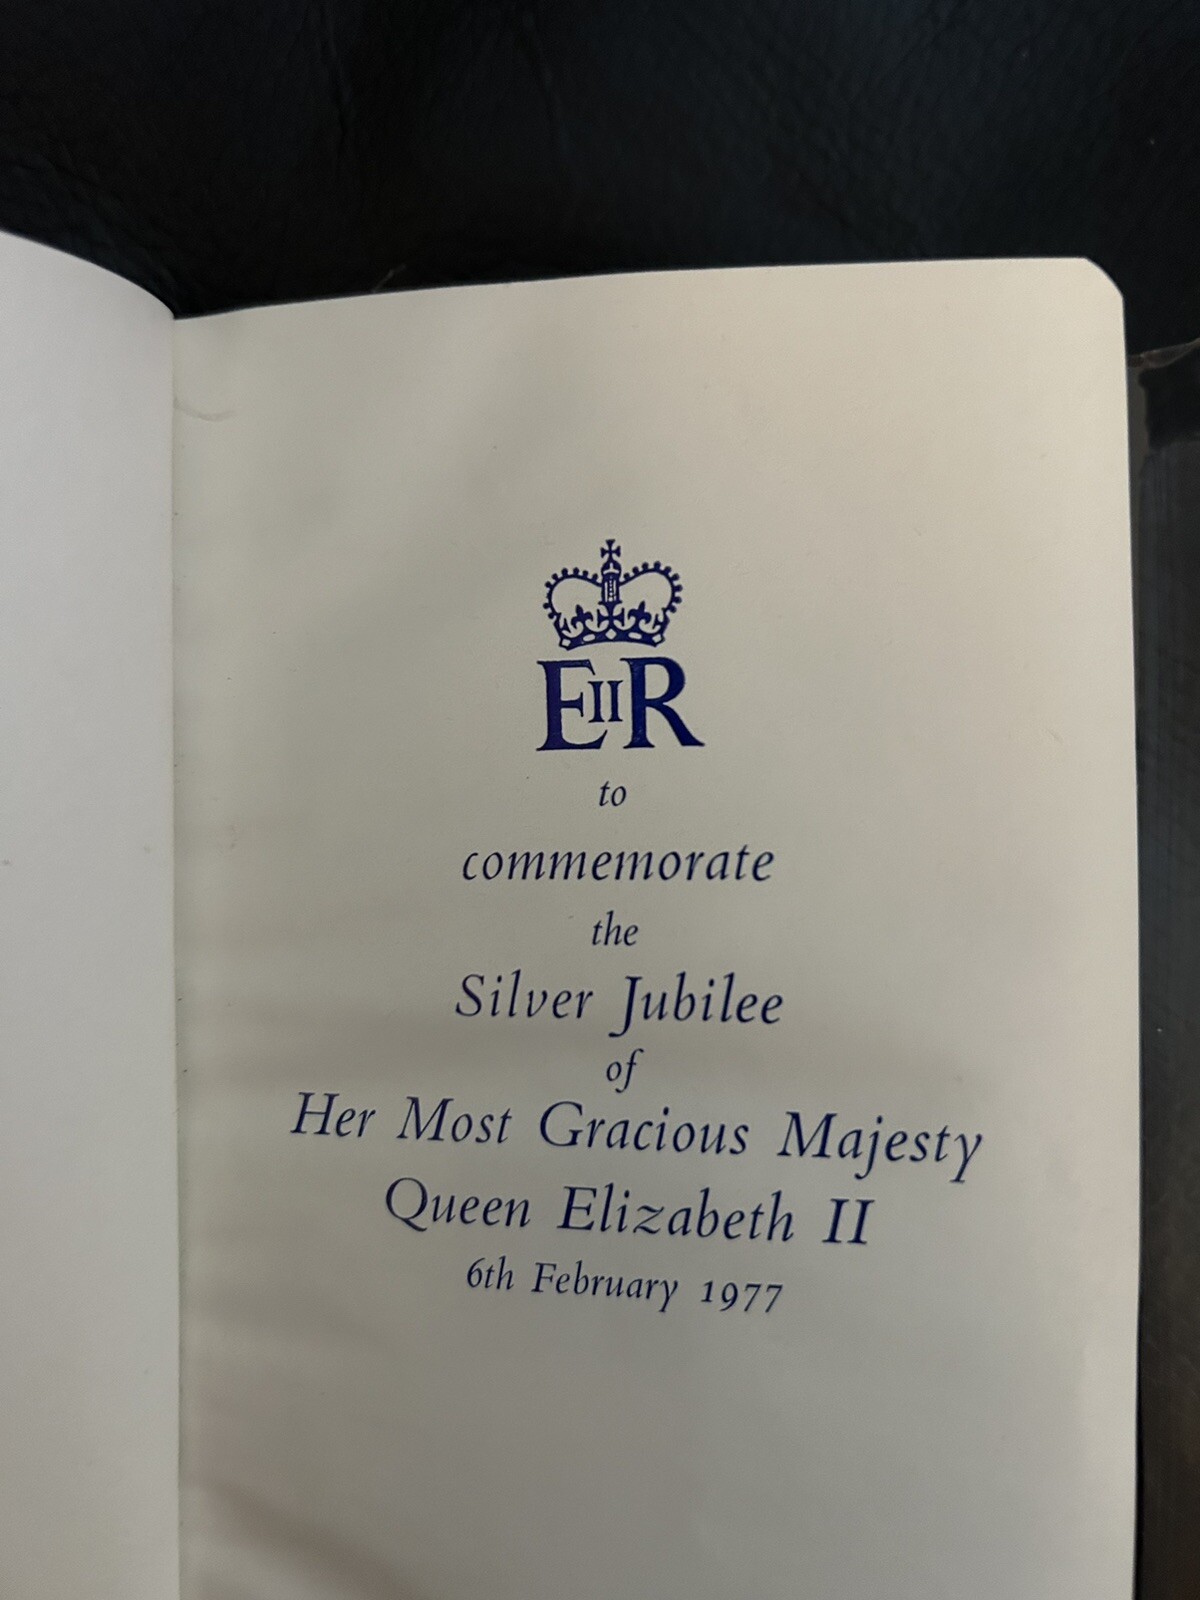 EIIR
to
commemorate
the
Silver Jubilee
of
Her Most Gracious Majesty
Queen Elizabeth II
6th February 1977